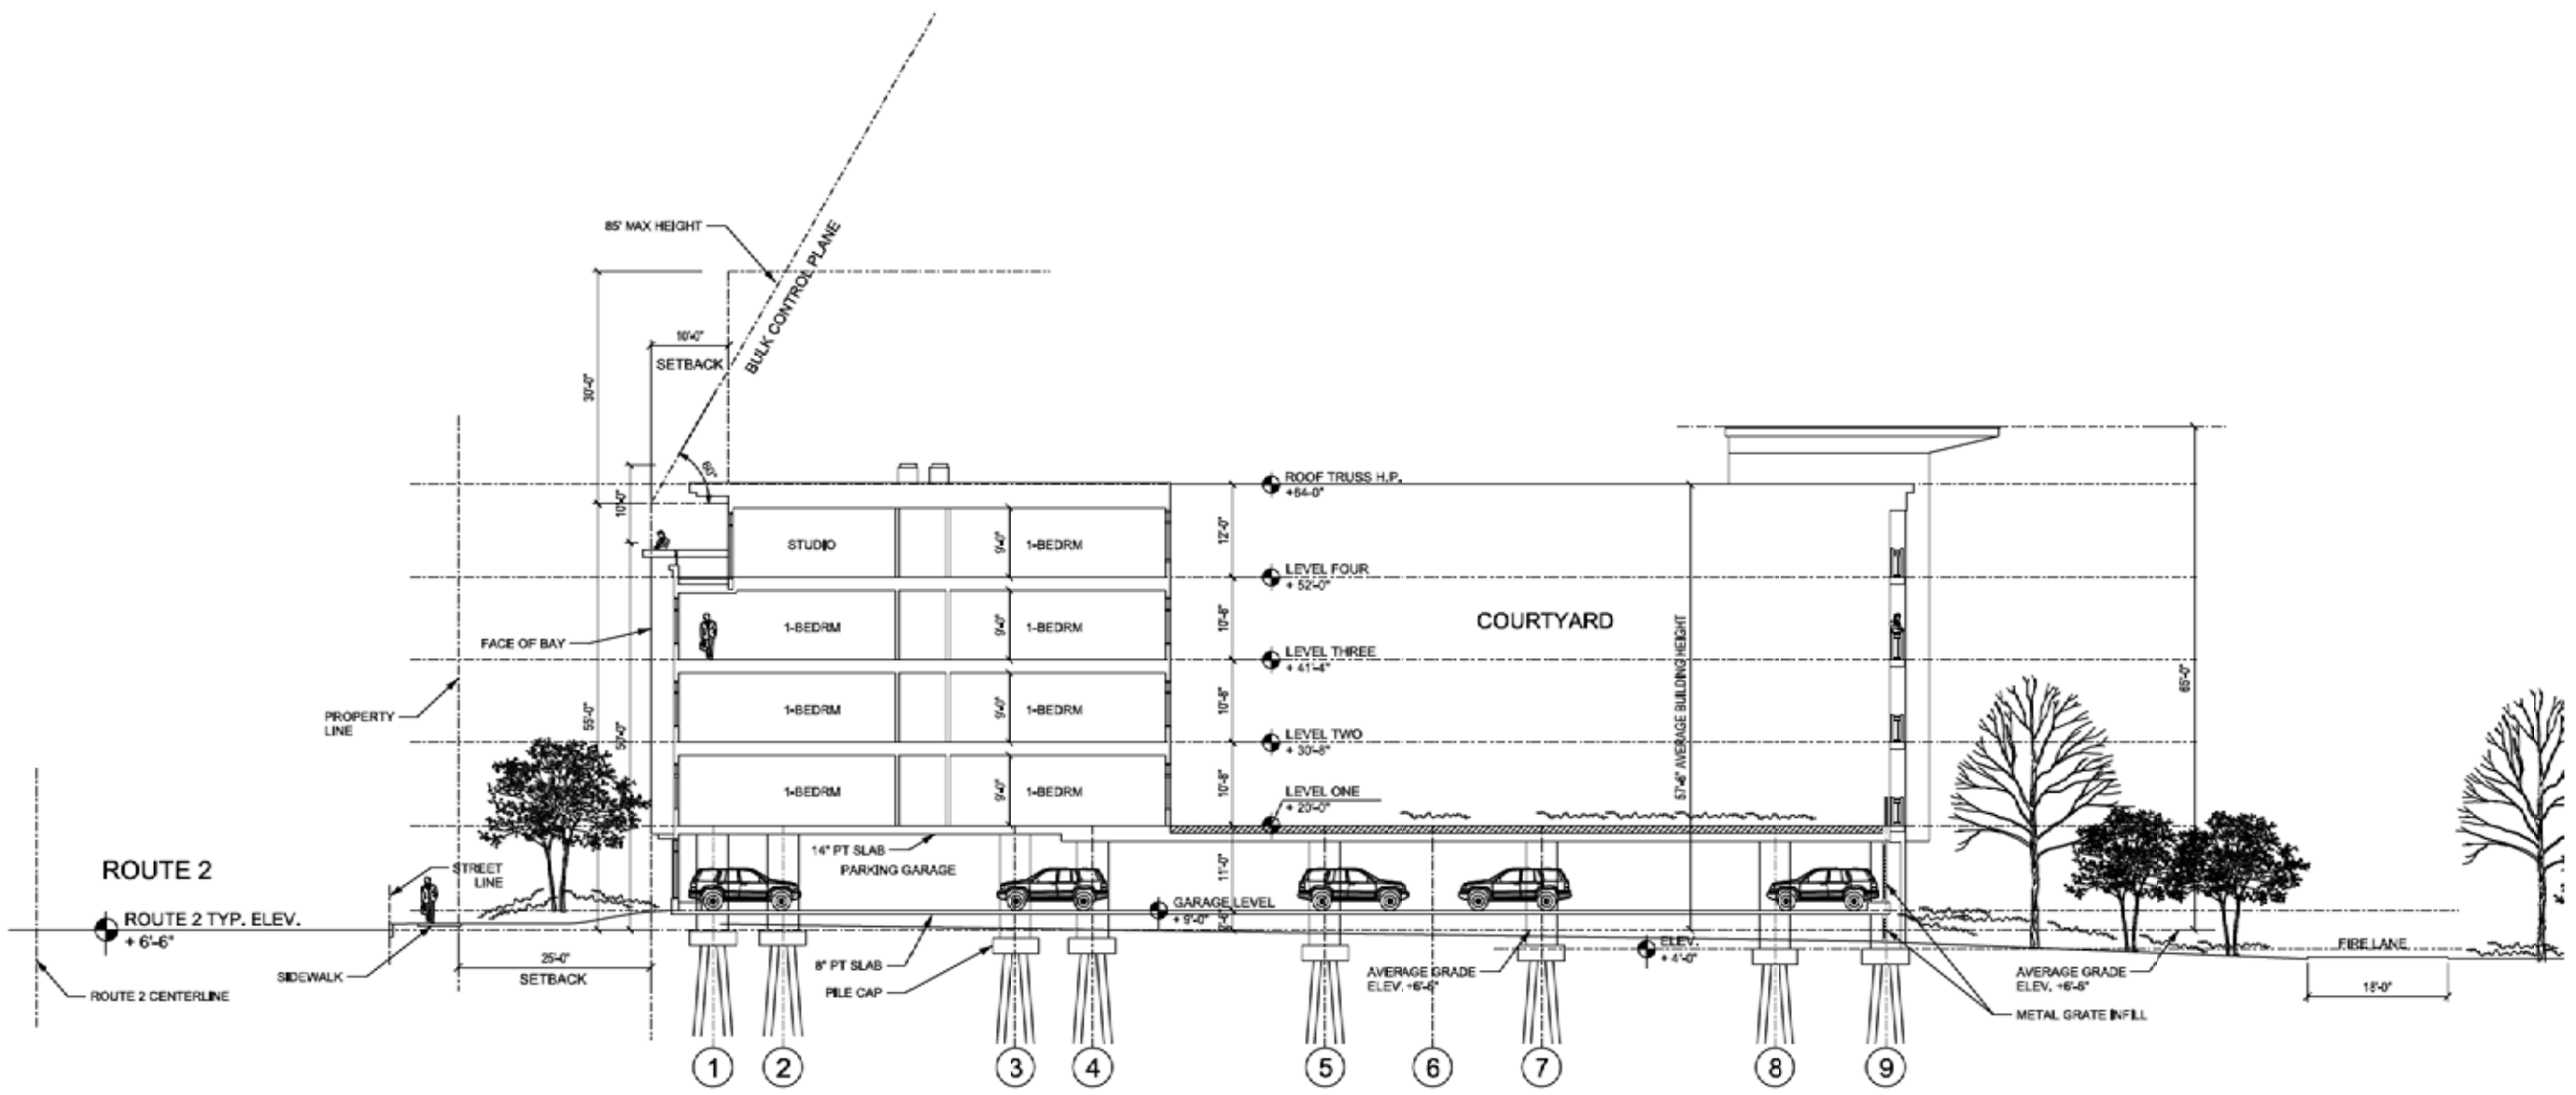 85' MAX HEIGHT
BULK CONTROL PLANE
10'-0"
SETBACK
30'-0"
60°
10'-0"
ROOF TRUSS H.P.
+64'-0"
12'-0"
STUDIO
9'-0"
1-BEDRM
LEVEL FOUR
+ 52'-0"
10'-8"
COURTYARD
FACE OF BAY
1-BEDRM
9'-0"
1-BEDRM
LEVEL THREE
+ 41'-4"
57'-6" AVERAGE BUILDING HEIGHT
65'-0"
PROPERTY
LINE
55'-0"
50'-0"
1-BEDRM
9'-0"
1-BEDRM
10'-8"
LEVEL TWO
+ 30'-8"
1-BEDRM
9'-0"
1-BEDRM
10'-8"
LEVEL ONE
+ 20'-0"
14" PT SLAB
PARKING GARAGE
11'-0"
ROUTE 2
STREET
LINE
ROUTE 2 TYP. ELEV.
+ 6'-6"
GARAGE LEVEL
+ 9'-0"
SIDEWALK
25'-0"
SETBACK
8" PT SLAB
PILE CAP
ROUTE 2 CENTERLINE
AVERAGE GRADE
ELEV. +6'-6"
ELEV.
+ 4'-0"
AVERAGE GRADE
ELEV. +6'-6"
FIRE LANE
18'-0"
METAL GRATE INFILL
1
2
3
4
5
6
7
8
9